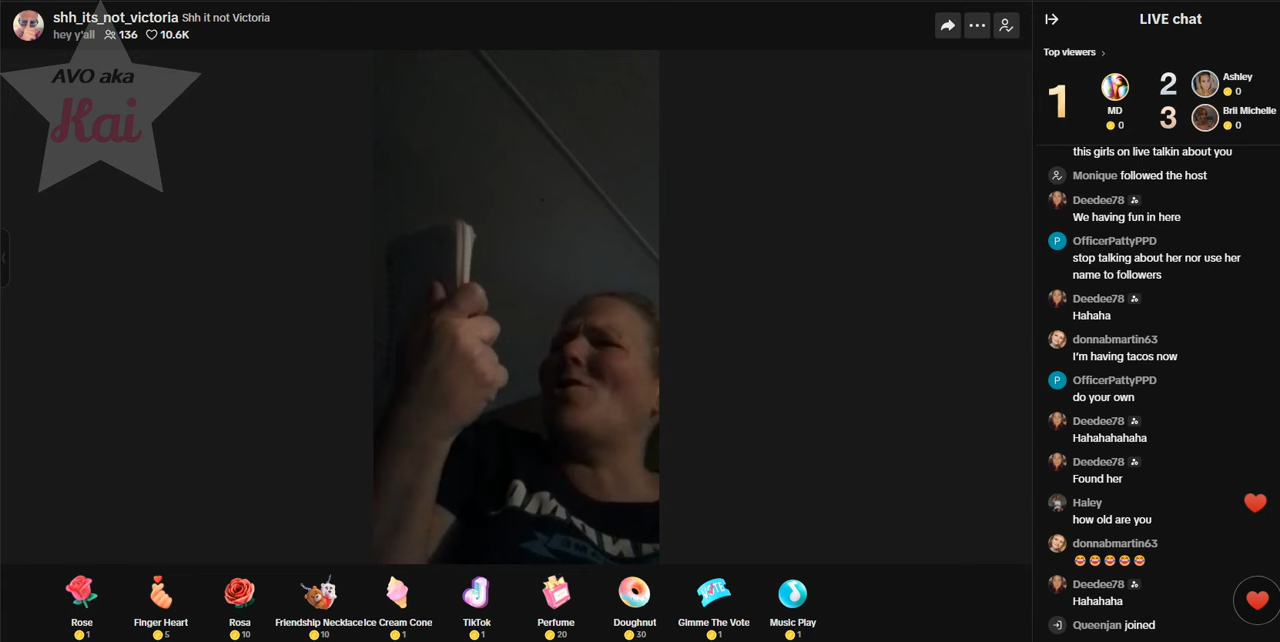 shh_its_not_victoria Shh it not Victoria
hey y'all 136 10.6K
AVO aka
Kai
LIVE chat
Top viewers
1
MD
0
2
Ashley
0
3
Brii Michelle
0
this girls on live talkin about you
Monique followed the host
Deedee78
We having fun in here
OfficerPattyPPD
stop talking about her nor use her
name to followers
Deedee78
Hahaha
donnabmartin63
I'm having tacos now
OfficerPattyPPD
do your own
Deedee78
Hahahahahaha
Deedee78
Found her
Haley
how old are you
donnabmartin63
Deedee78
Hahahaha
Queenjan joined
Rose
1
Finger Heart
5
Rosa
10
Friendship Necklace
10
Ice Cream Cone
1
TikTok
1
Perfume
20
Doughnut
30
VOTE
Gimme The Vote
1
Music Play
1